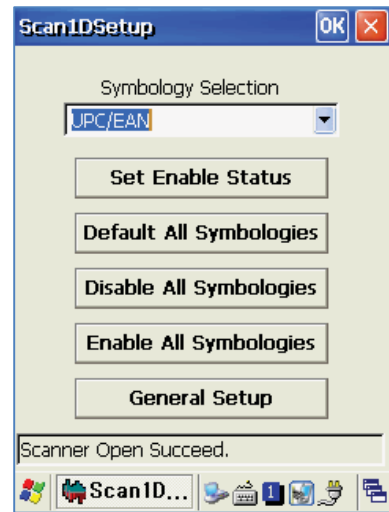 Scan1DSetup OK
Symbology Selection
UPC/EAN
Set Enable Status
Default All Symbologies
Disable All Symbologies
Enable All Symbologies
General Setup
Scanner Open Succeed.
Scan1D... 1